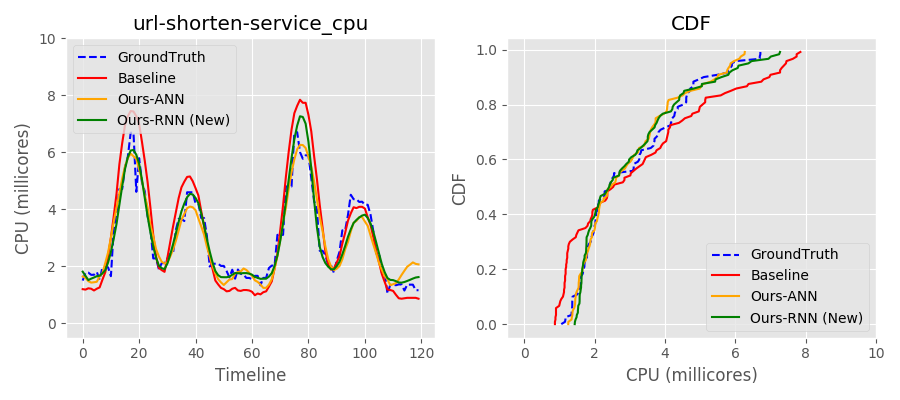 url-shorten-service_cpu
GroundTruth
Baseline
Ours-ANN
Ours-RNN (New)
CPU (millicores)
10
8
6
4
2
0
0 20 40 60 80 100 120
Timeline
CDF
CDF
1.0
0.8
0.6
0.4
0.2
0.0
GroundTruth
Baseline
Ours-ANN
Ours-RNN (New)
0 2 4 6 8 10
CPU (millicores)